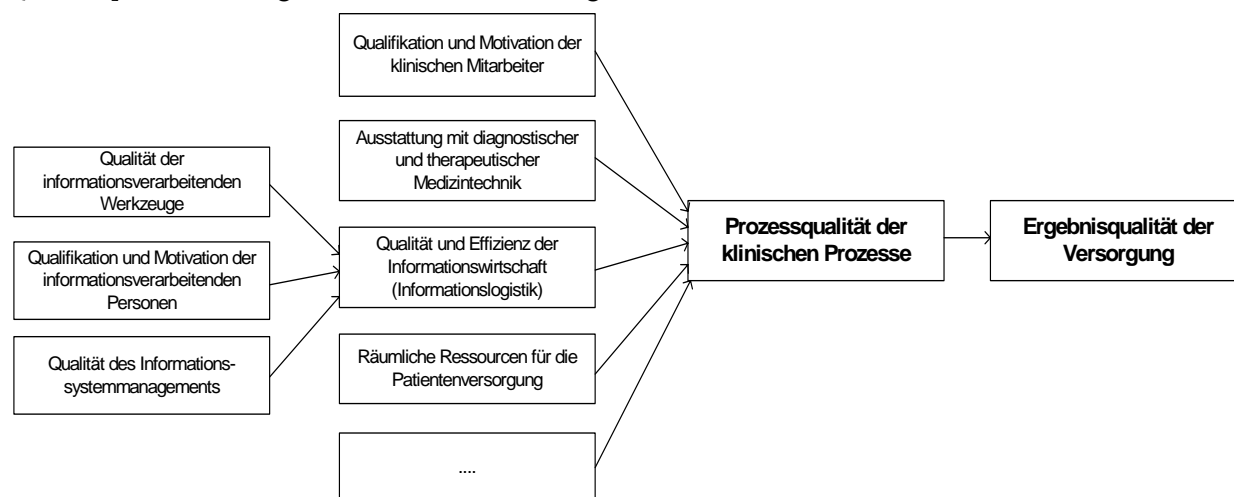 Qualifikation und Motivation der
klinischen Mitarbeiter
Ausstattung mit diagnostischer
und therapeutischer
Medizintechnik
Qualität der
informationsverarbeitenden
Werkzeuge
Qualifikation und Motivation der
informationsverarbeitenden
Personen
Qualität des Informations-
systemmanagements
Qualität und Effizienz der
Informationswirtschaft
(Informationslogistik)
Räumliche Ressourcen für die
Patientenversorgung
....
Prozessqualität der
klinischen Prozesse
Ergebnisqualität der
Versorgung